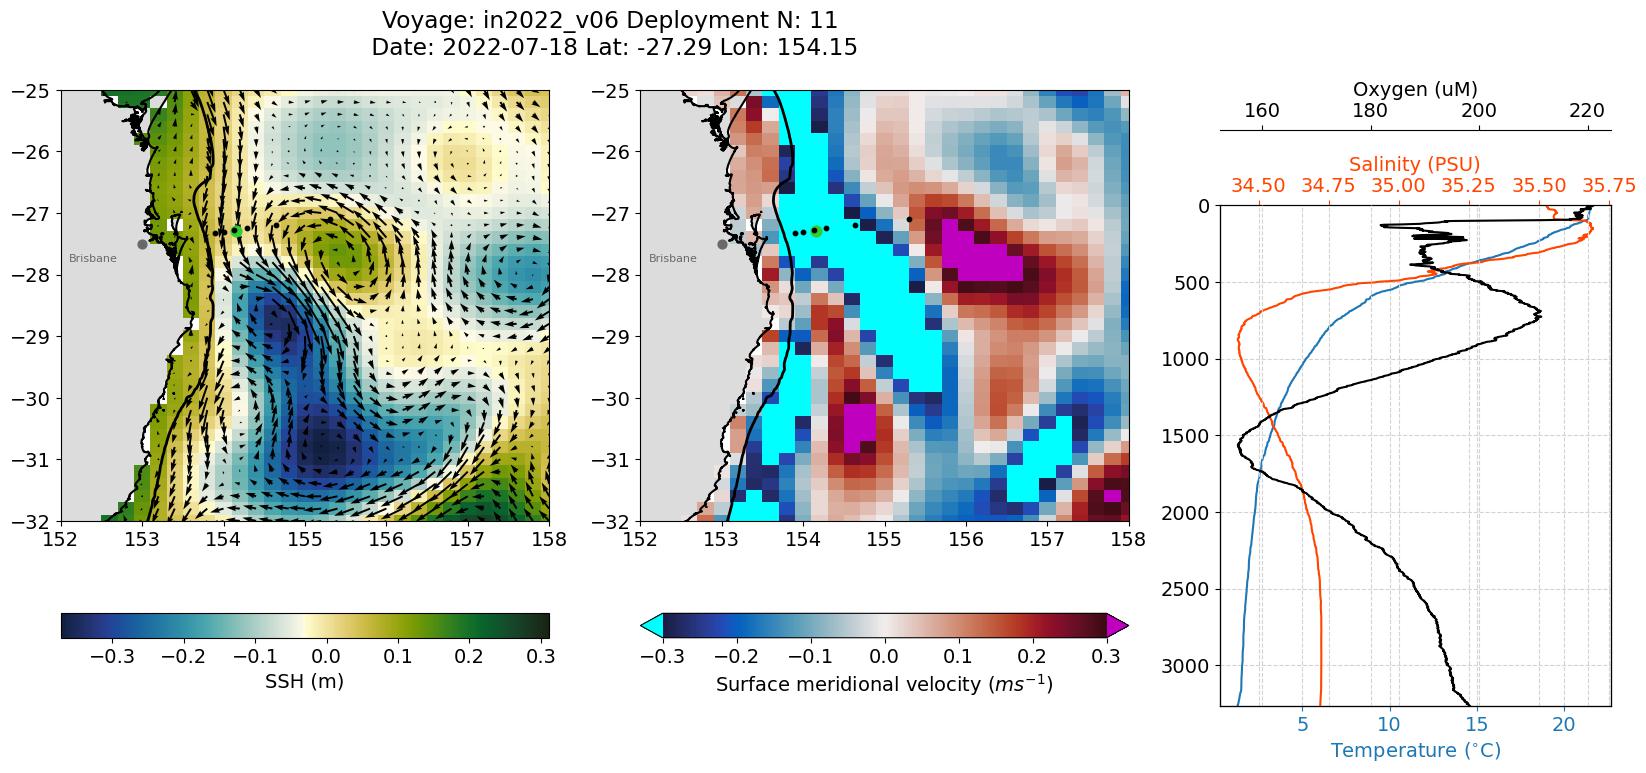 Voyage: in2022_v06 Deployment N: 11
Date: 2022-07-18 Lat: -27.29 Lon: 154.15
−25
−26
−27
−28
−29
−30
−31
−32
152 153 154 155 156 157 158
Brisbane
−0.3 −0.2 −0.1 0.0 0.1 0.2 0.3
SSH (m)
−25
−26
−27
−28
−29
−30
−31
−32
152 153 154 155 156 157 158
Brisbane
−0.3 −0.2 −0.1 0.0 0.1 0.2 0.3
Surface meridional velocity (ms⁻¹)
Oxygen (uM)
160 180 200 220
Salinity (PSU)
34.50 34.75 35.00 35.25 35.50 35.75
0
500
1000
1500
2000
2500
3000
5 10 15 20
Temperature (°C)